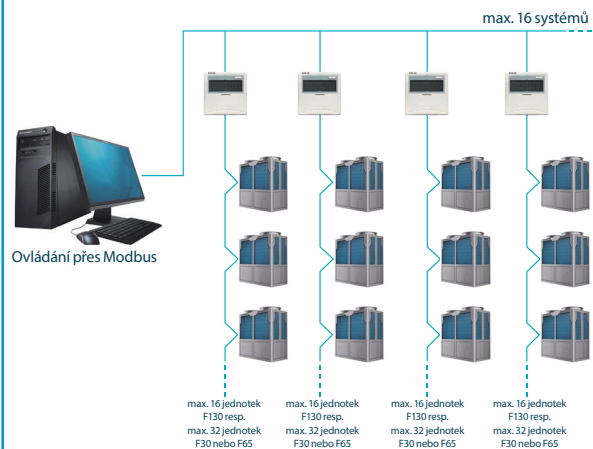 max. 16 systémů
Ovládání přes Modbus
max. 16 jednotek
F130 resp.
max. 32 jednotek
F30 nebo F65
max. 16 jednotek
F130 resp.
max. 32 jednotek
F30 nebo F65
max. 16 jednotek
F130 resp.
max. 32 jednotek
F30 nebo F65
max. 16 jednotek
F130 resp.
max. 32 jednotek
F30 nebo F65